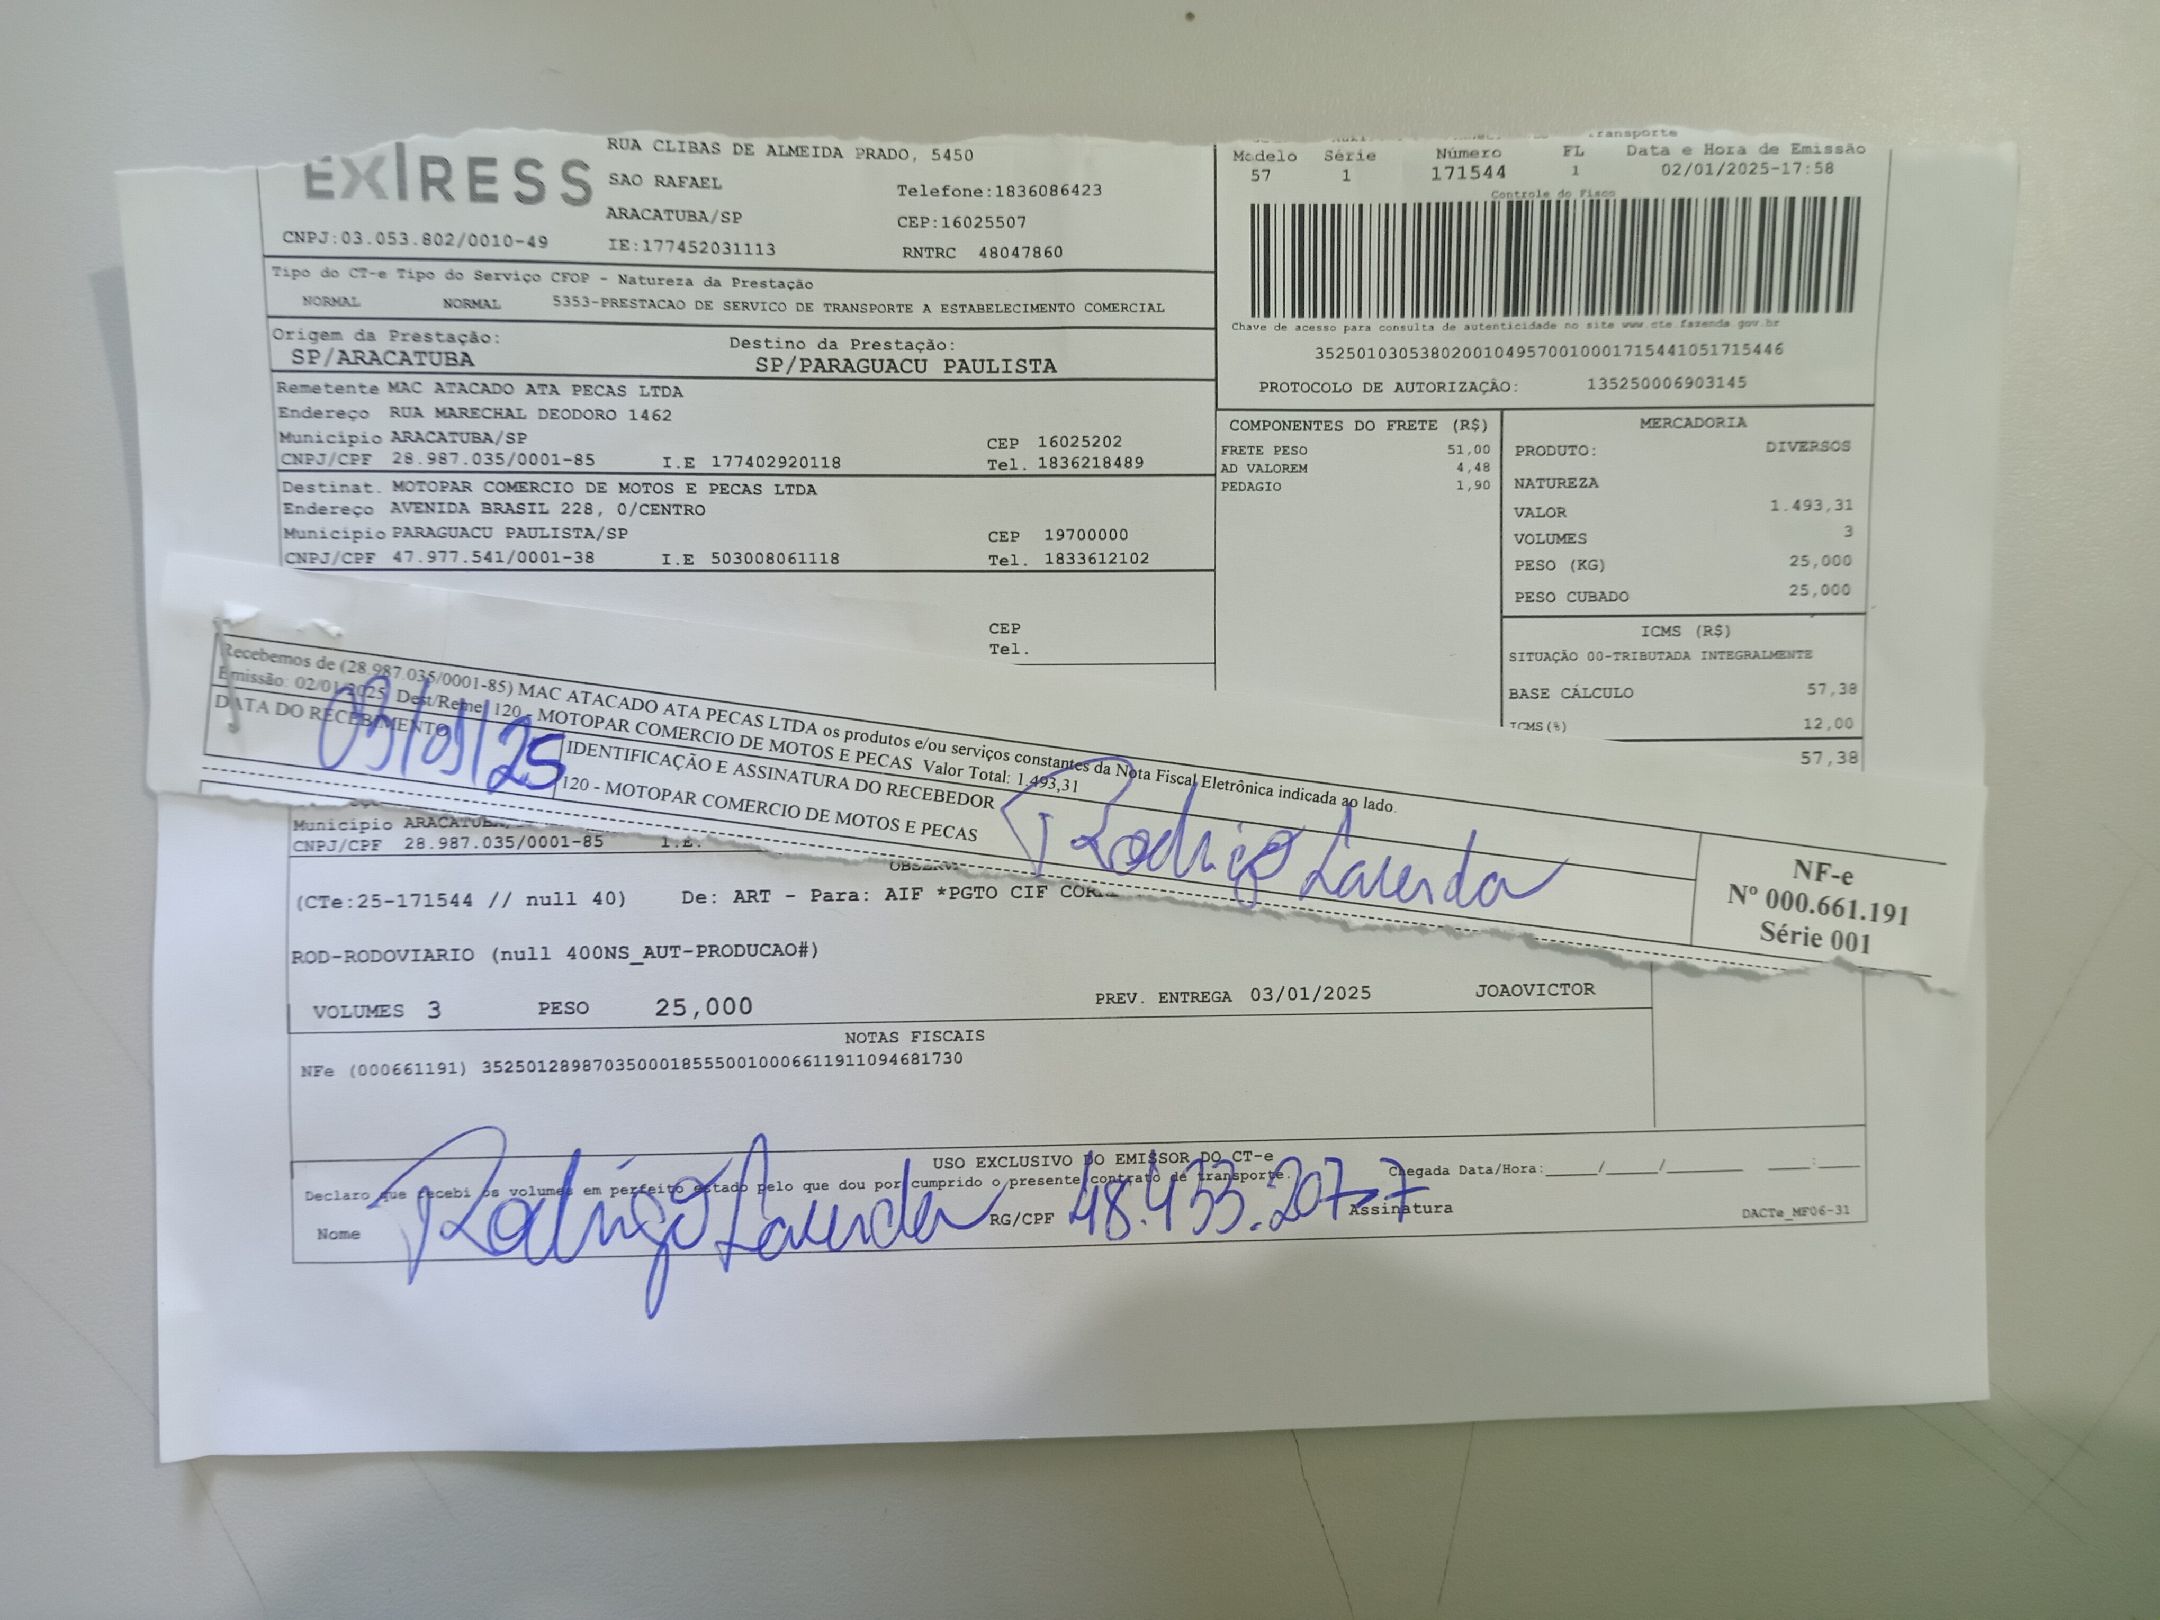 EX|RESS
RUA CLIBAS DE ALMEIDA PRADO, 5450
SAO RAFAEL
Telefone:1836086423
ARACATUBA/SP
CEP:16025507
CNPJ:03.053.802/0010-49
IE:177452031113
RNTRC 48047860
Transporte
Modelo Série Número FL Data e Hora de Emissão
57 1 171544 1 02/01/2025-17:58
Controle do Fisco
Chave de acesso para consulta de autenticidade no site www.cte.fazenda.gov.br
35250103053802001049570010001715441051715446
PROTOCOLO DE AUTORIZAÇÃO: 135250006903145
Tipo do CT-e Tipo do Serviço CFOP - Natureza da Prestação
NORMAL NORMAL 5353-PRESTACAO DE SERVICO DE TRANSPORTE A ESTABELECIMENTO COMERCIAL
Origem da Prestação: Destino da Prestação:
SP/ARACATUBA SP/PARAGUACU PAULISTA
Remetente MAC ATACADO ATA PECAS LTDA
Endereço RUA MARECHAL DEODORO 1462
Município ARACATUBA/SP CEP 16025202
CNPJ/CPF 28.987.035/0001-85 I.E 177402920118 Tel. 1836218489
Destinat. MOTOPAR COMERCIO DE MOTOS E PECAS LTDA
Endereço AVENIDA BRASIL 228, 0/CENTRO
Município PARAGUACU PAULISTA/SP CEP 19700000
CNPJ/CPF 47.977.541/0001-38 I.E 503008061118 Tel. 1833612102
CEP
Tel.
COMPONENTES DO FRETE (R$)
FRETE PESO 51,00
AD VALOREM 4,48
PEDAGIO 1,90
MERCADORIA
PRODUTO: DIVERSOS
NATUREZA
VALOR 1.493,31
VOLUMES 3
PESO (KG) 25,000
PESO CUBADO 25,000
ICMS (R$)
SITUAÇÃO 00-TRIBUTADA INTEGRALMENTE
BASE CÁLCULO 57,38
ICMS(%) 12,00
57,38
Recebemos de (28.987.035/0001-85) MAC ATACADO ATA PECAS LTDA os produtos e/ou serviços constantes da Nota Fiscal Eletrônica indicada ao lado.
Emissão: 02/01/2025 Dest/Reme: 120 - MOTOPAR COMERCIO DE MOTOS E PECAS Valor Total: 1.493,31
DATA DO RECEBIMENTO
03/01/25
IDENTIFICAÇÃO E ASSINATURA DO RECEBEDOR
120 - MOTOPAR COMERCIO DE MOTOS E PECAS
Rodrigo Lacerda
NF-e
Nº 000.661.191
Série 001
Município ARACATUBA
CNPJ/CPF 28.987.035/0001-85 I.E.
(CTe:25-171544 // null 40) De: ART - Para: AIF *PGTO CIF
ROD-RODOVIARIO (null 400NS_AUT-PRODUCAO#)
VOLUMES 3 PESO 25,000 PREV. ENTREGA 03/01/2025 JOAOVICTOR
NOTAS FISCAIS
NFe (000661191) 35250128987035000185550010006611911094681730
USO EXCLUSIVO DO EMISSOR DO CT-e
Declaro que recebi os volumes em perfeito estado pelo que dou por cumprido o presente contrato de transporte. Chegada Data/Hora:____/____/______ ____:____
Nome Rodrigo Lacerda RG/CPF 48.433.207-7 Assinatura
DACTe_MF06-31